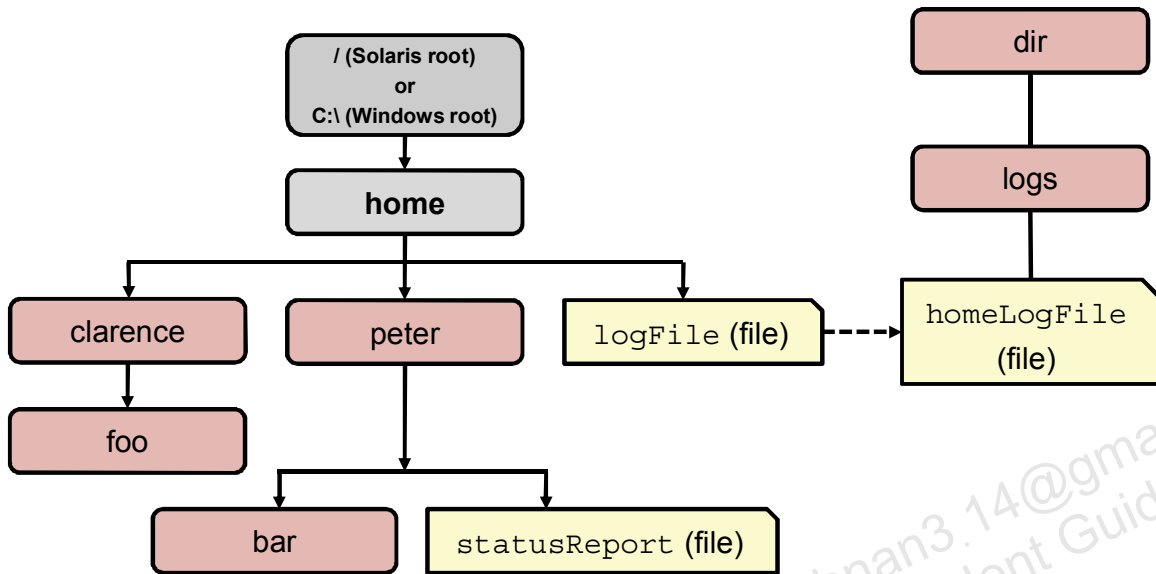 / (Solaris root)
or
C:\ (Windows root)
home
clarence
peter
logFile (file)
foo
bar
statusReport (file)
dir
logs
homeLogFile
(file)